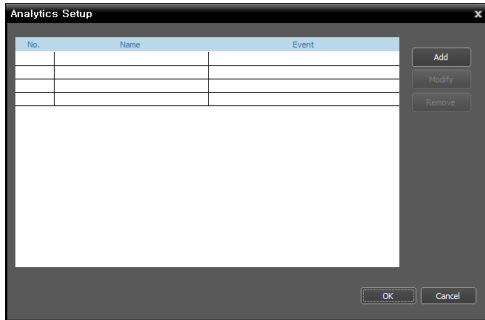 Analytics Setup x
No. Name Event
Add
Modify
Remove
OK Cancel